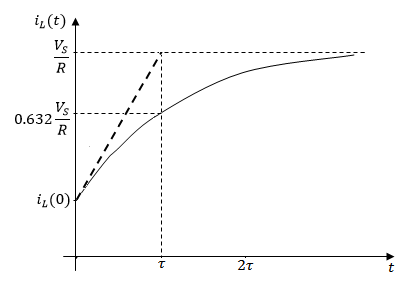 i_L(t)
V_S/R
0.632 V_S/R
i_L(0)
τ 2τ t